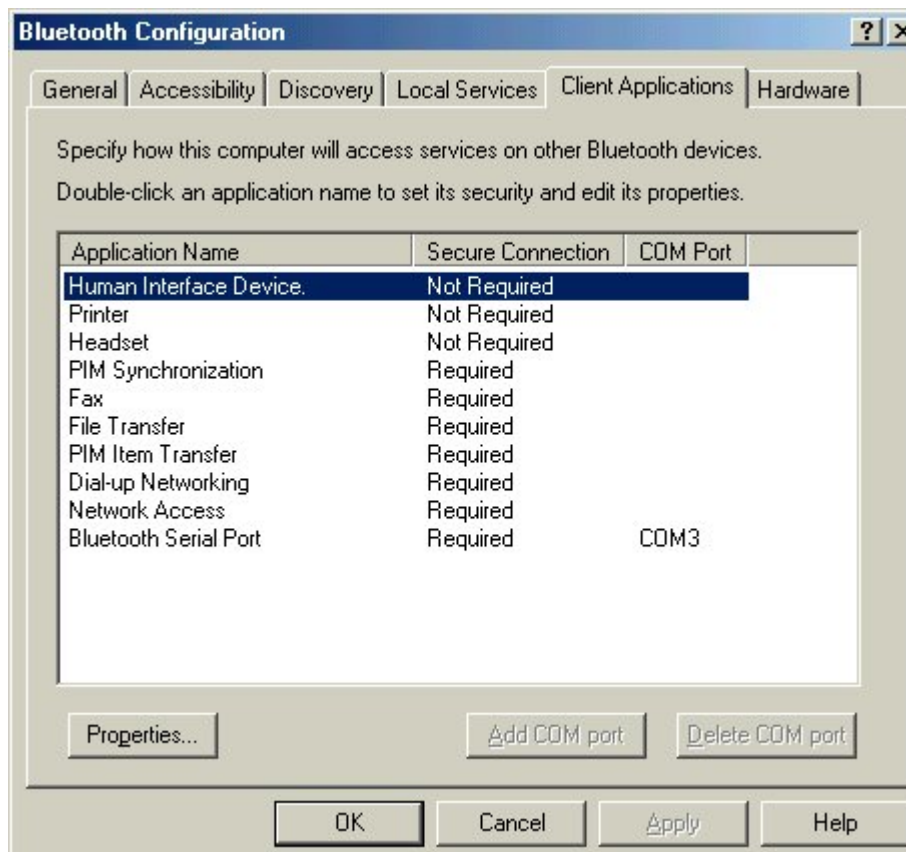 Bluetooth Configuration
General Accessibility Discovery Local Services Client Applications Hardware
Specify how this computer will access services on other Bluetooth devices.
Double-click an application name to set its security and edit its properties.
Application Name Secure Connection COM Port
Human Interface Device. Not Required
Printer Not Required
Headset Not Required
PIM Synchronization Required
Fax Required
File Transfer Required
PIM Item Transfer Required
Dial-up Networking Required
Network Access Required
Bluetooth Serial Port Required COM3
Properties... Add COM port Delete COM port
OK Cancel Apply Help